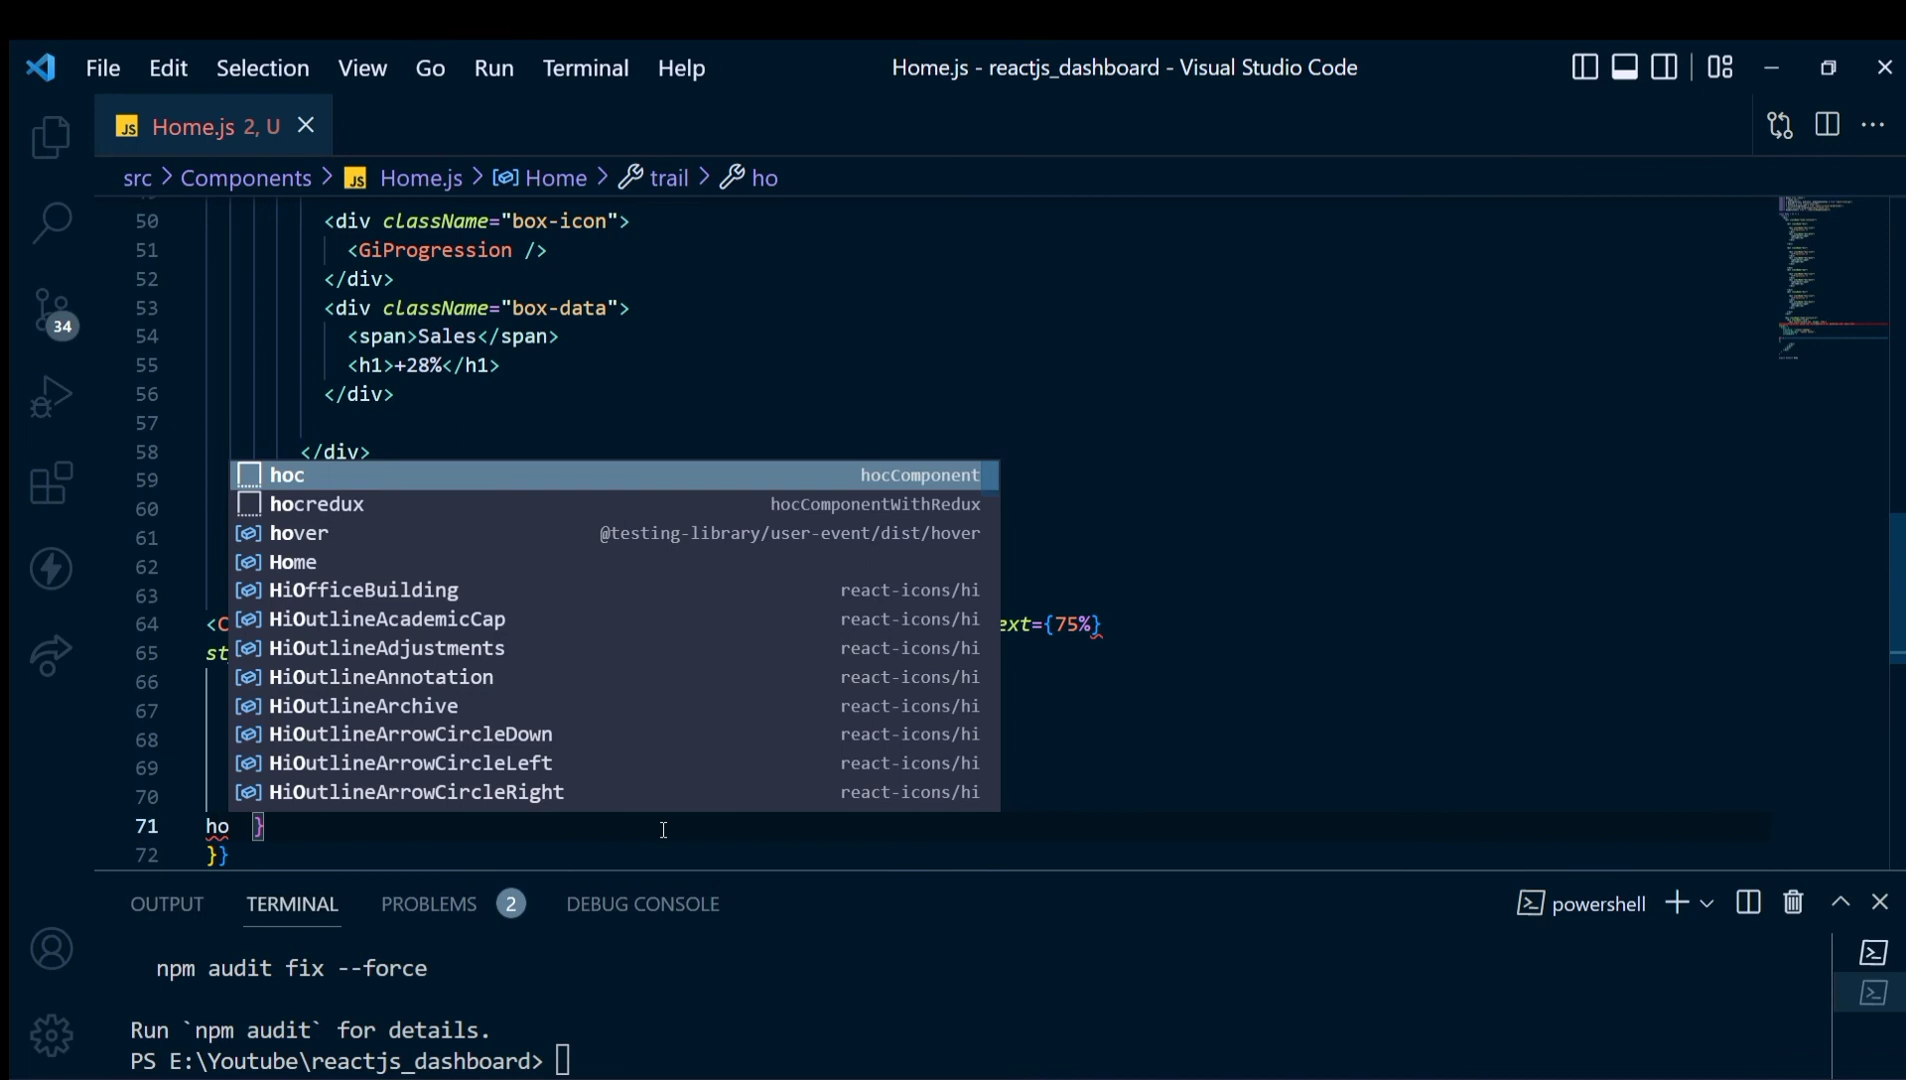 File Edit Selection View Go Run Terminal Help Home.js - reactjs_dashboard - Visual Studio Code
JS Home.js 2, U
src > Components > JS Home.js > Home > trail > ho
50 <div className="box-icon">
51 <GiProgression />
52 </div>
53 <div className="box-data">
54 <span>Sales</span>
55 <h1>+28%</h1>
56 </div>
57
58 </div>
hoc hocComponent
59
hocredux hocComponentWithRedux
60
hover @testing-library/user-event/dist/hover
61
Home
62
HiOfficeBuilding react-icons/hi
63
HiOutlineAcademicCap react-icons/hi
64 <C ext={75%}
HiOutlineAdjustments react-icons/hi
65 st
HiOutlineAnnotation react-icons/hi
66
HiOutlineArchive react-icons/hi
67
HiOutlineArrowCircleDown react-icons/hi
68
HiOutlineArrowCircleLeft react-icons/hi
69
HiOutlineArrowCircleRight react-icons/hi
70
71 ho }
72 }}
34
OUTPUT TERMINAL PROBLEMS 2 DEBUG CONSOLE powershell
npm audit fix --force
Run `npm audit` for details.
PS E:\Youtube\reactjs_dashboard>